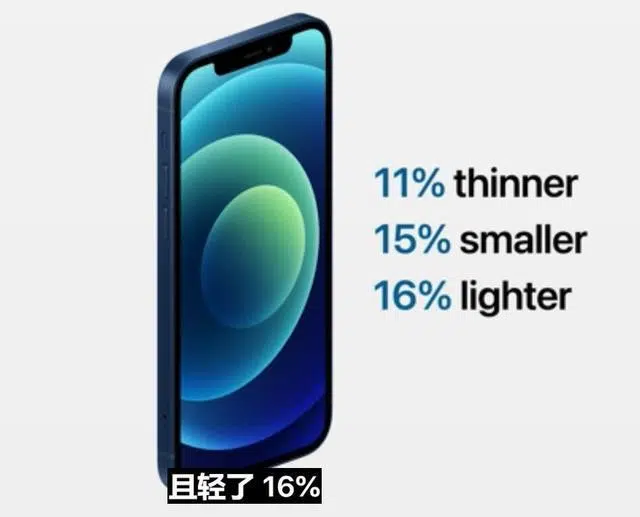 11% thinner
15% smaller
16% lighter
且轻了 16%